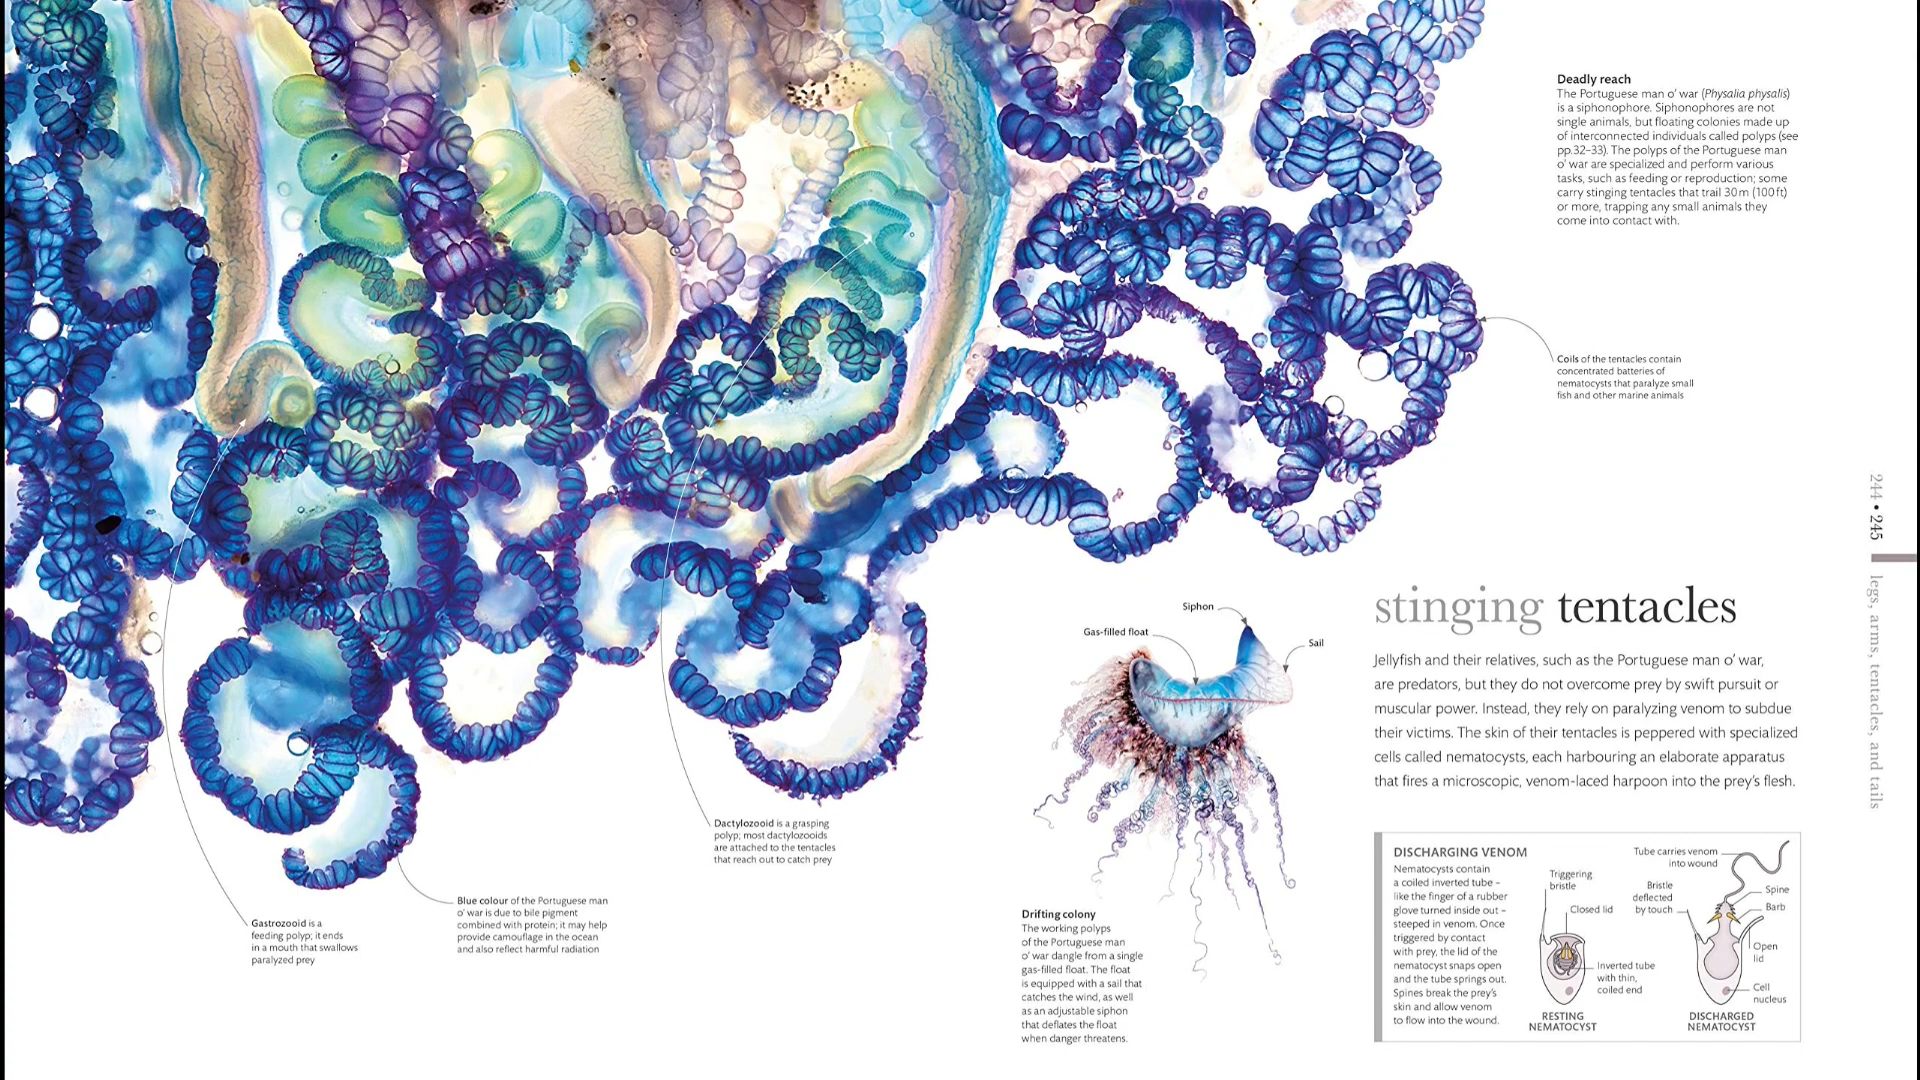 Deadly reach
The Portuguese man o’ war (Physalia physalis)
is a siphonophore. Siphonophores are not
single animals, but floating colonies made up
of interconnected individuals called polyps (see
pp.32–33). The polyps of the Portuguese man
o’ war are specialized and perform various
tasks, such as feeding or reproduction; some
carry stinging tentacles that trail 30 m (100 ft)
or more, trapping any small animals they
come into contact with.
Coils of the tentacles contain
concentrated batteries of
nematocysts that paralyze small
fish and other marine animals
244 • 245
legs, arms, tentacles, and tails
stinging tentacles
Jellyfish and their relatives, such as the Portuguese man o’ war,
are predators, but they do not overcome prey by swift pursuit or
muscular power. Instead, they rely on paralyzing venom to subdue
their victims. The skin of their tentacles is peppered with specialized
cells called nematocysts, each harbouring an elaborate apparatus
that fires a microscopic, venom-laced harpoon into the prey’s flesh.
Siphon
Gas-filled float
Sail
Dactylozooid is a grasping
polyp; most dactylozooids
are attached to the tentacles
that reach out to catch prey
Blue colour of the Portuguese man
o’ war is due to bile pigment
combined with protein; it may help
provide camouflage in the ocean
and also reflect harmful radiation
Gastrozooid is a
feeding polyp; it ends
in a mouth that swallows
paralyzed prey
Drifting colony
The working polyps
of the Portuguese man
o’ war dangle from a single
gas-filled float. The float
is equipped with a sail that
catches the wind, as well
as an adjustable siphon
that deflates the float
when danger threatens.
DISCHARGING VENOM
Nematocysts contain
a coiled inverted tube –
like the finger of a rubber
glove turned inside out –
steeped in venom. Once
triggered by contact
with prey, the lid of the
nematocyst snaps open
and the tube springs out.
Spines break the prey’s
skin and allow venom
to flow into the wound.
Triggering
bristle
Closed lid
Inverted tube
with thin,
coiled end
RESTING
NEMATOCYST
Tube carries venom
into wound
Bristle
deflected
by touch
Spine
Barb
Open
lid
Cell
nucleus
DISCHARGED
NEMATOCYST